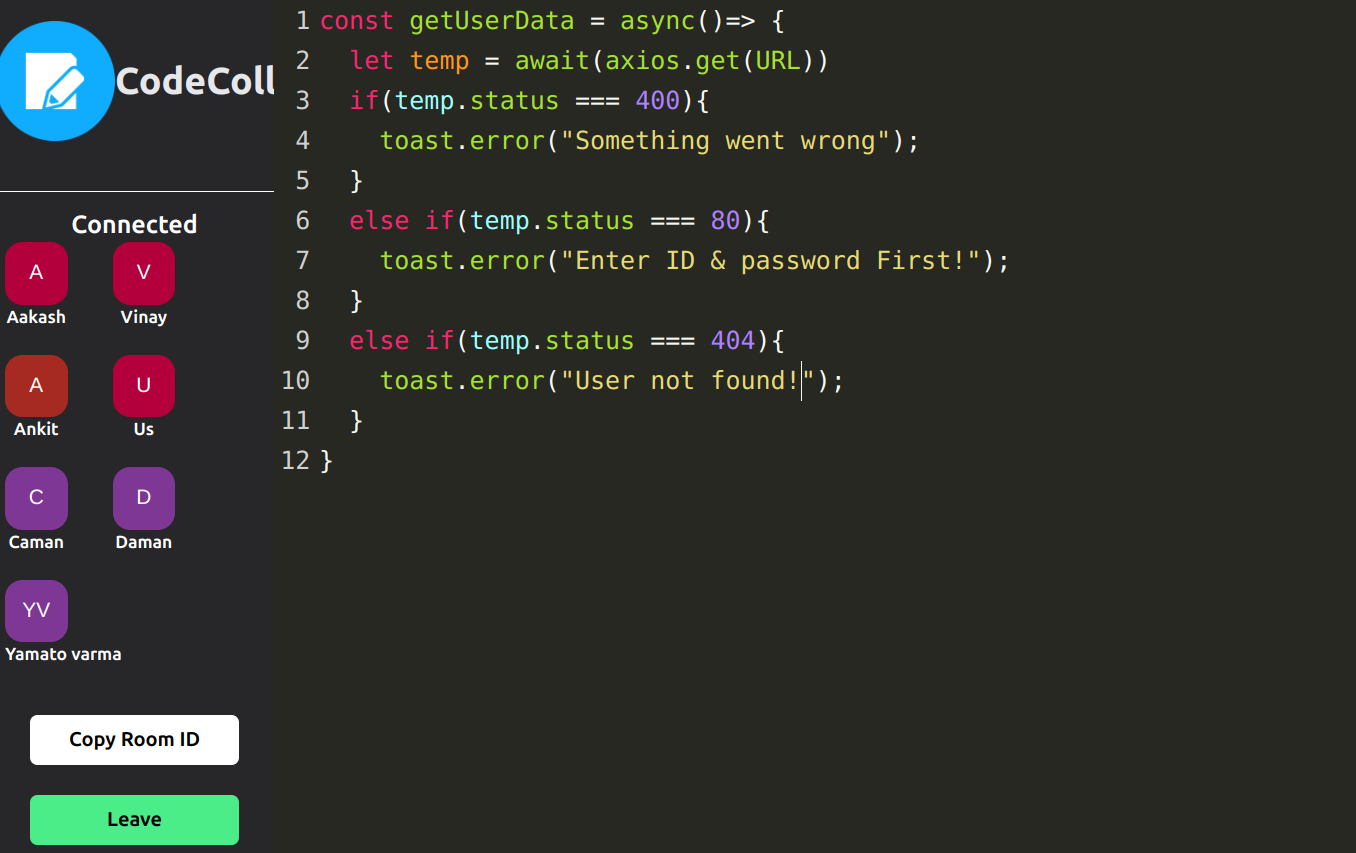 CodeColl
Connected
A
V
Aakash
Vinay
A
U
Ankit
Us
C
D
Caman
Daman
YV
Yamato varma
Copy Room ID
Leave
1 const getUserData = async()=> {
2   let temp = await(axios.get(URL))
3   if(temp.status === 400){
4     toast.error("Something went wrong");
5   }
6   else if(temp.status === 80){
7     toast.error("Enter ID & password First!");
8   }
9   else if(temp.status === 404){
10     toast.error("User not found!");
11   }
12 }